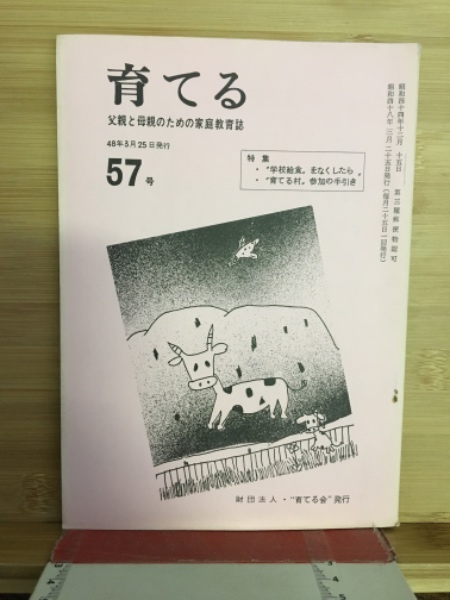 育てる
父親と母親のための家庭教育誌
48年3月25日発行
57号
特集
・“学校給食”をなくしたら
・“育てる村”参加の手引き
昭和四十四年十二月十五日 第三種郵便物認可
昭和四十八年三月二十五日発行(毎月二十五日一回発行)
財団法人・“育てる会”発行